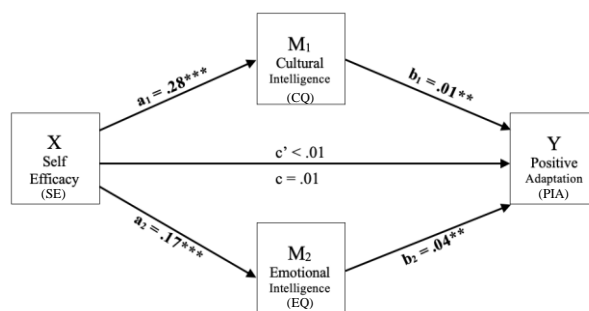 M₁
Cultural
Intelligence
(CQ)
a₁ = .28***
b₁ = .01**
X
Self
Efficacy
(SE)
c’ < .01
c = .01
Y
Positive
Adaptation
(PIA)
a₂ = .17***
b₂ = .04**
M₂
Emotional
Intelligence
(EQ)